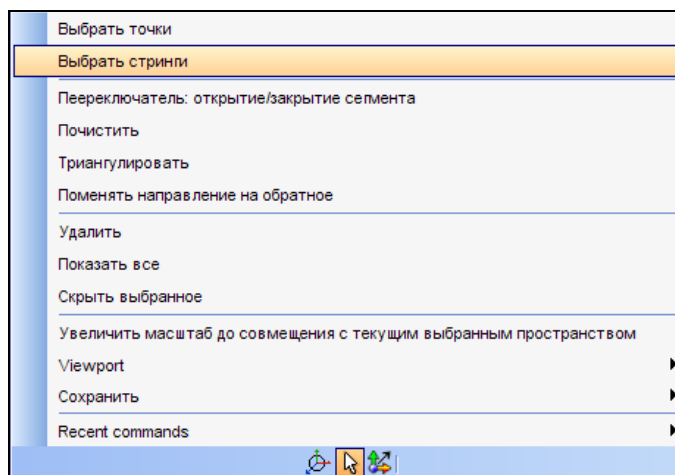 Выбрать точки
Выбрать стринги
Пеереключатель: открытие/закрытие сегмента
Почистить
Триангулировать
Поменять направление на обратное
Удалить
Показать все
Скрыть выбранное
Увеличить масштаб до совмещения с текущим выбранным пространством
Viewport
Сохранить
Recent commands